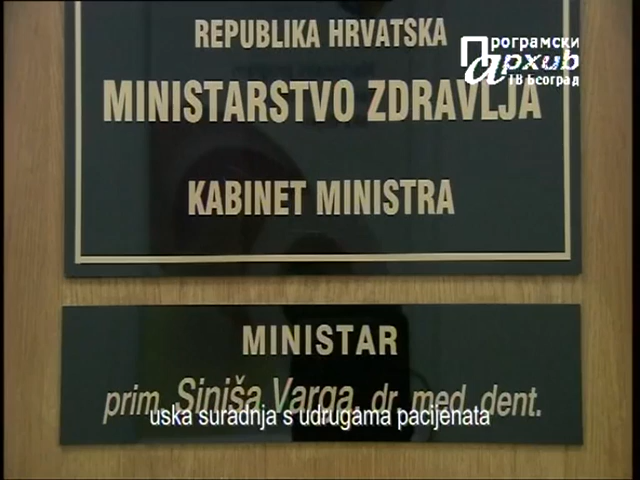 REPUBLIKA HRVATSKA
Програмски
архив
ТВ Београд
MINISTARSTVO ZDRAVLJA
KABINET MINISTRA
MINISTAR
prim. Siniša Varga, dr. med. dent.
uska suradnja s udrugama pacijenata